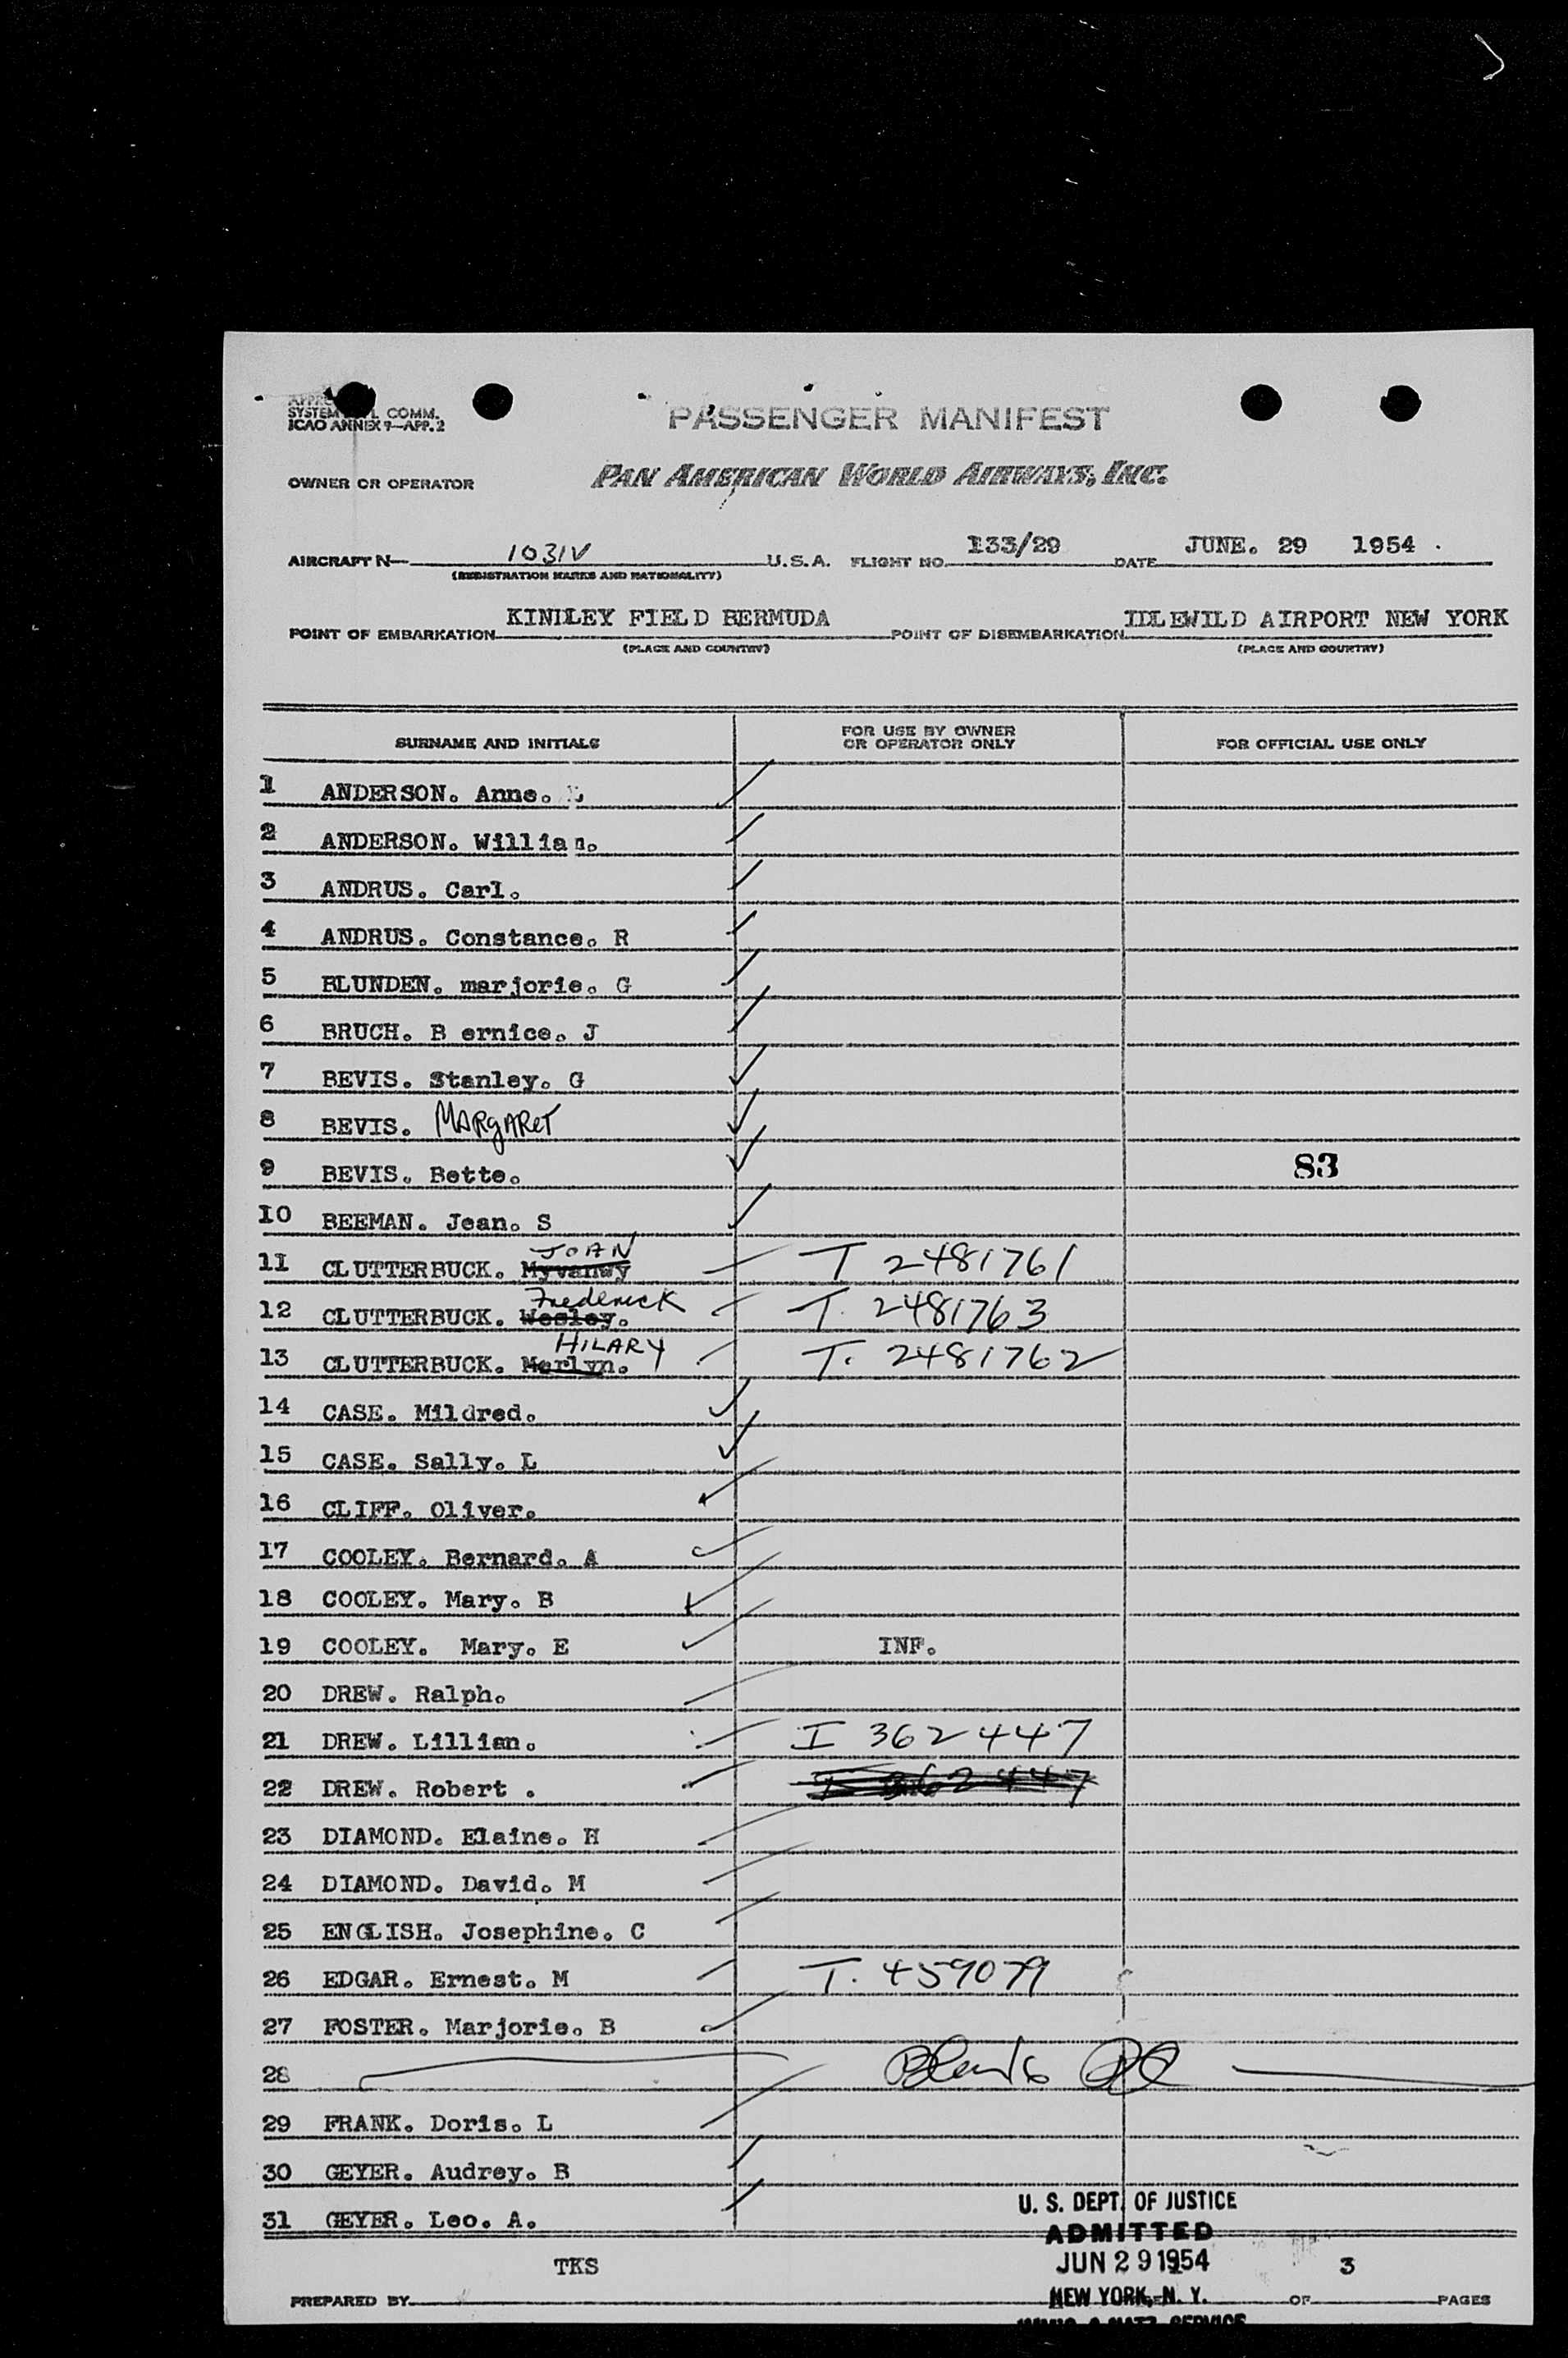 SYSTEM COMM.
ICAO ANNEX 9—APP. 2
PASSENGER MANIFEST
OWNER OR OPERATOR PAN AMERICAN WORLD AIRWAYS, INC.
AIRCRAFT N— 1031V U.S.A. FLIGHT NO. 133/29 DATE JUNE. 29 1954 .
(REGISTRATION MARKS AND NATIONALITY)
POINT OF EMBARKATION KINDLEY FIELD BERMUDA POINT OF DISEMBARKATION IDLEWILD AIRPORT NEW YORK
(PLACE AND COUNTRY) (PLACE AND COUNTRY)
SURNAME AND INITIALS FOR USE BY OWNER OR OPERATOR ONLY FOR OFFICIAL USE ONLY
1 ANDERSON. Anne.
2 ANDERSON. William.
3 ANDRUS. Carl.
4 ANDRUS. Constance. R
5 BLUNDEN. marjorie. G
6 BRUCH. B ernice. J
7 BEVIS. Stanley. G
8 BEVIS. MARgARET
9 BEVIS. Bette. 83
10 BEEMAN. Jean. S
JOAN
11 CLUTTERBUCK. Myvanwy T 2481761
Frederick
12 CLUTTERBUCK. Wesley. T. 2481763
HILARY
13 CLUTTERBUCK. Merlyn. T. 2481762
14 CASE. Mildred.
15 CASE. Sally. L
16 CLIFF. Oliver.
17 COOLEY. Bernard. A
18 COOLEY. Mary. B
19 COOLEY. Mary. E INF.
20 DREW. Ralph.
21 DREW. Lillian. I 362447
22 DREW. Robert . I 362447
23 DIAMOND. Elaine. H
24 DIAMOND. David. M
25 ENGLISH. Josephine. C
26 EDGAR. Ernest. M T. 459079
27 FOSTER. Marjorie. B
28
29 FRANK. Doris. L
30 GEYER. Audrey. B
31 GEYER. Leo. A.
U. S. DEPT. OF JUSTICE
ADMITTED
TKS JUN 29 1954 3
PREPARED BY NEW YORK, N. Y. OF PAGES